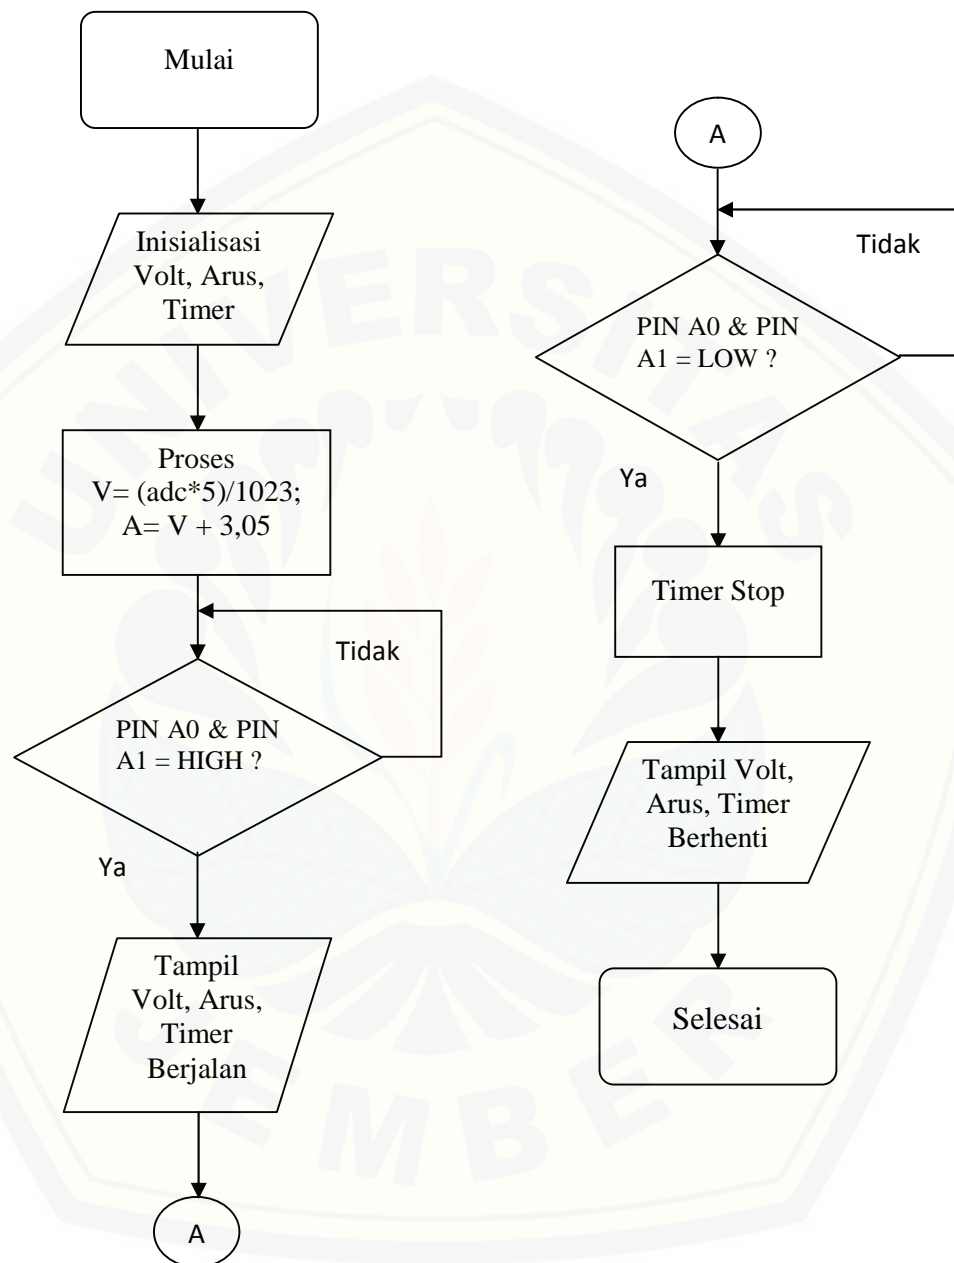 Mulai
Inisialisasi
Volt, Arus,
Timer
Proses
V= (adc*5)/1023;
A= V + 3,05
Tidak
PIN A0 & PIN
A1 = HIGH ?
Ya
Tampil
Volt, Arus,
Timer
Berjalan
A
A
Tidak
PIN A0 & PIN
A1 = LOW ?
Ya
Timer Stop
Tampil Volt,
Arus, Timer
Berhenti
Selesai
UNIVERSITAS
JEMBER